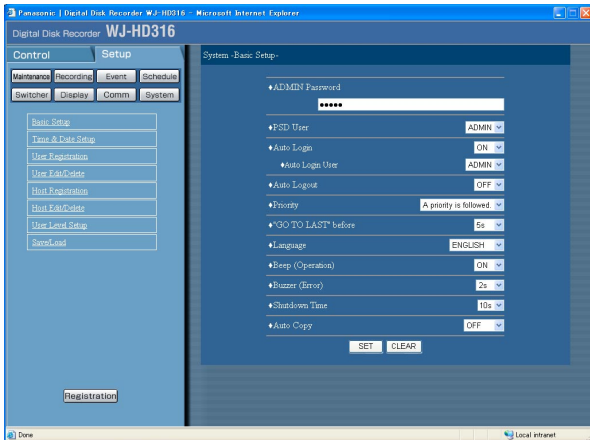 Panasonic | Digital Disk Recorder WJ-HD316 - Microsoft Internet Explorer
Digital Disk Recorder WJ-HD316
Control Setup
Maintenance Recording Event Schedule
Switcher Display Comm System
Basic Setup
Time & Date Setup
User Registration
User Edit/Delete
Host Registration
Host Edit/Delete
User Level Setup
Save/Load
Registration
System -Basic Setup-
♦ADMIN Password
●●●●●
♦PSD User ADMIN
♦Auto Login ON
♦Auto Login User ADMIN
♦Auto Logout OFF
♦Priority A priority is followed.
♦"GO TO LAST" before 5s
♦Language ENGLISH
♦Beep (Operation) ON
♦Buzzer (Error) 2s
♦Shutdown Time 10s
♦Auto Copy OFF
SET CLEAR
Done Local intranet